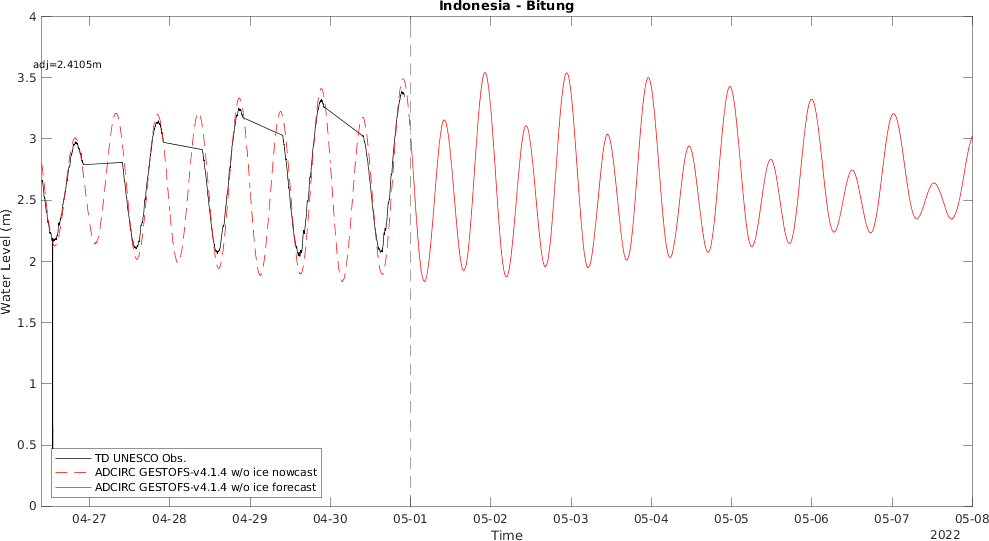 Indonesia - Bitung
4
adj=2.4105m
3.5
3
2.5
2
1.5
1
0.5
0
Water Level (m)
TD UNESCO Obs.
ADCIRC GESTOFS-v4.1.4 w/o ice nowcast
ADCIRC GESTOFS-v4.1.4 w/o ice forecast
04-27 04-28 04-29 04-30 05-01 05-02 05-03 05-04 05-05 05-06 05-07 05-08
Time
2022